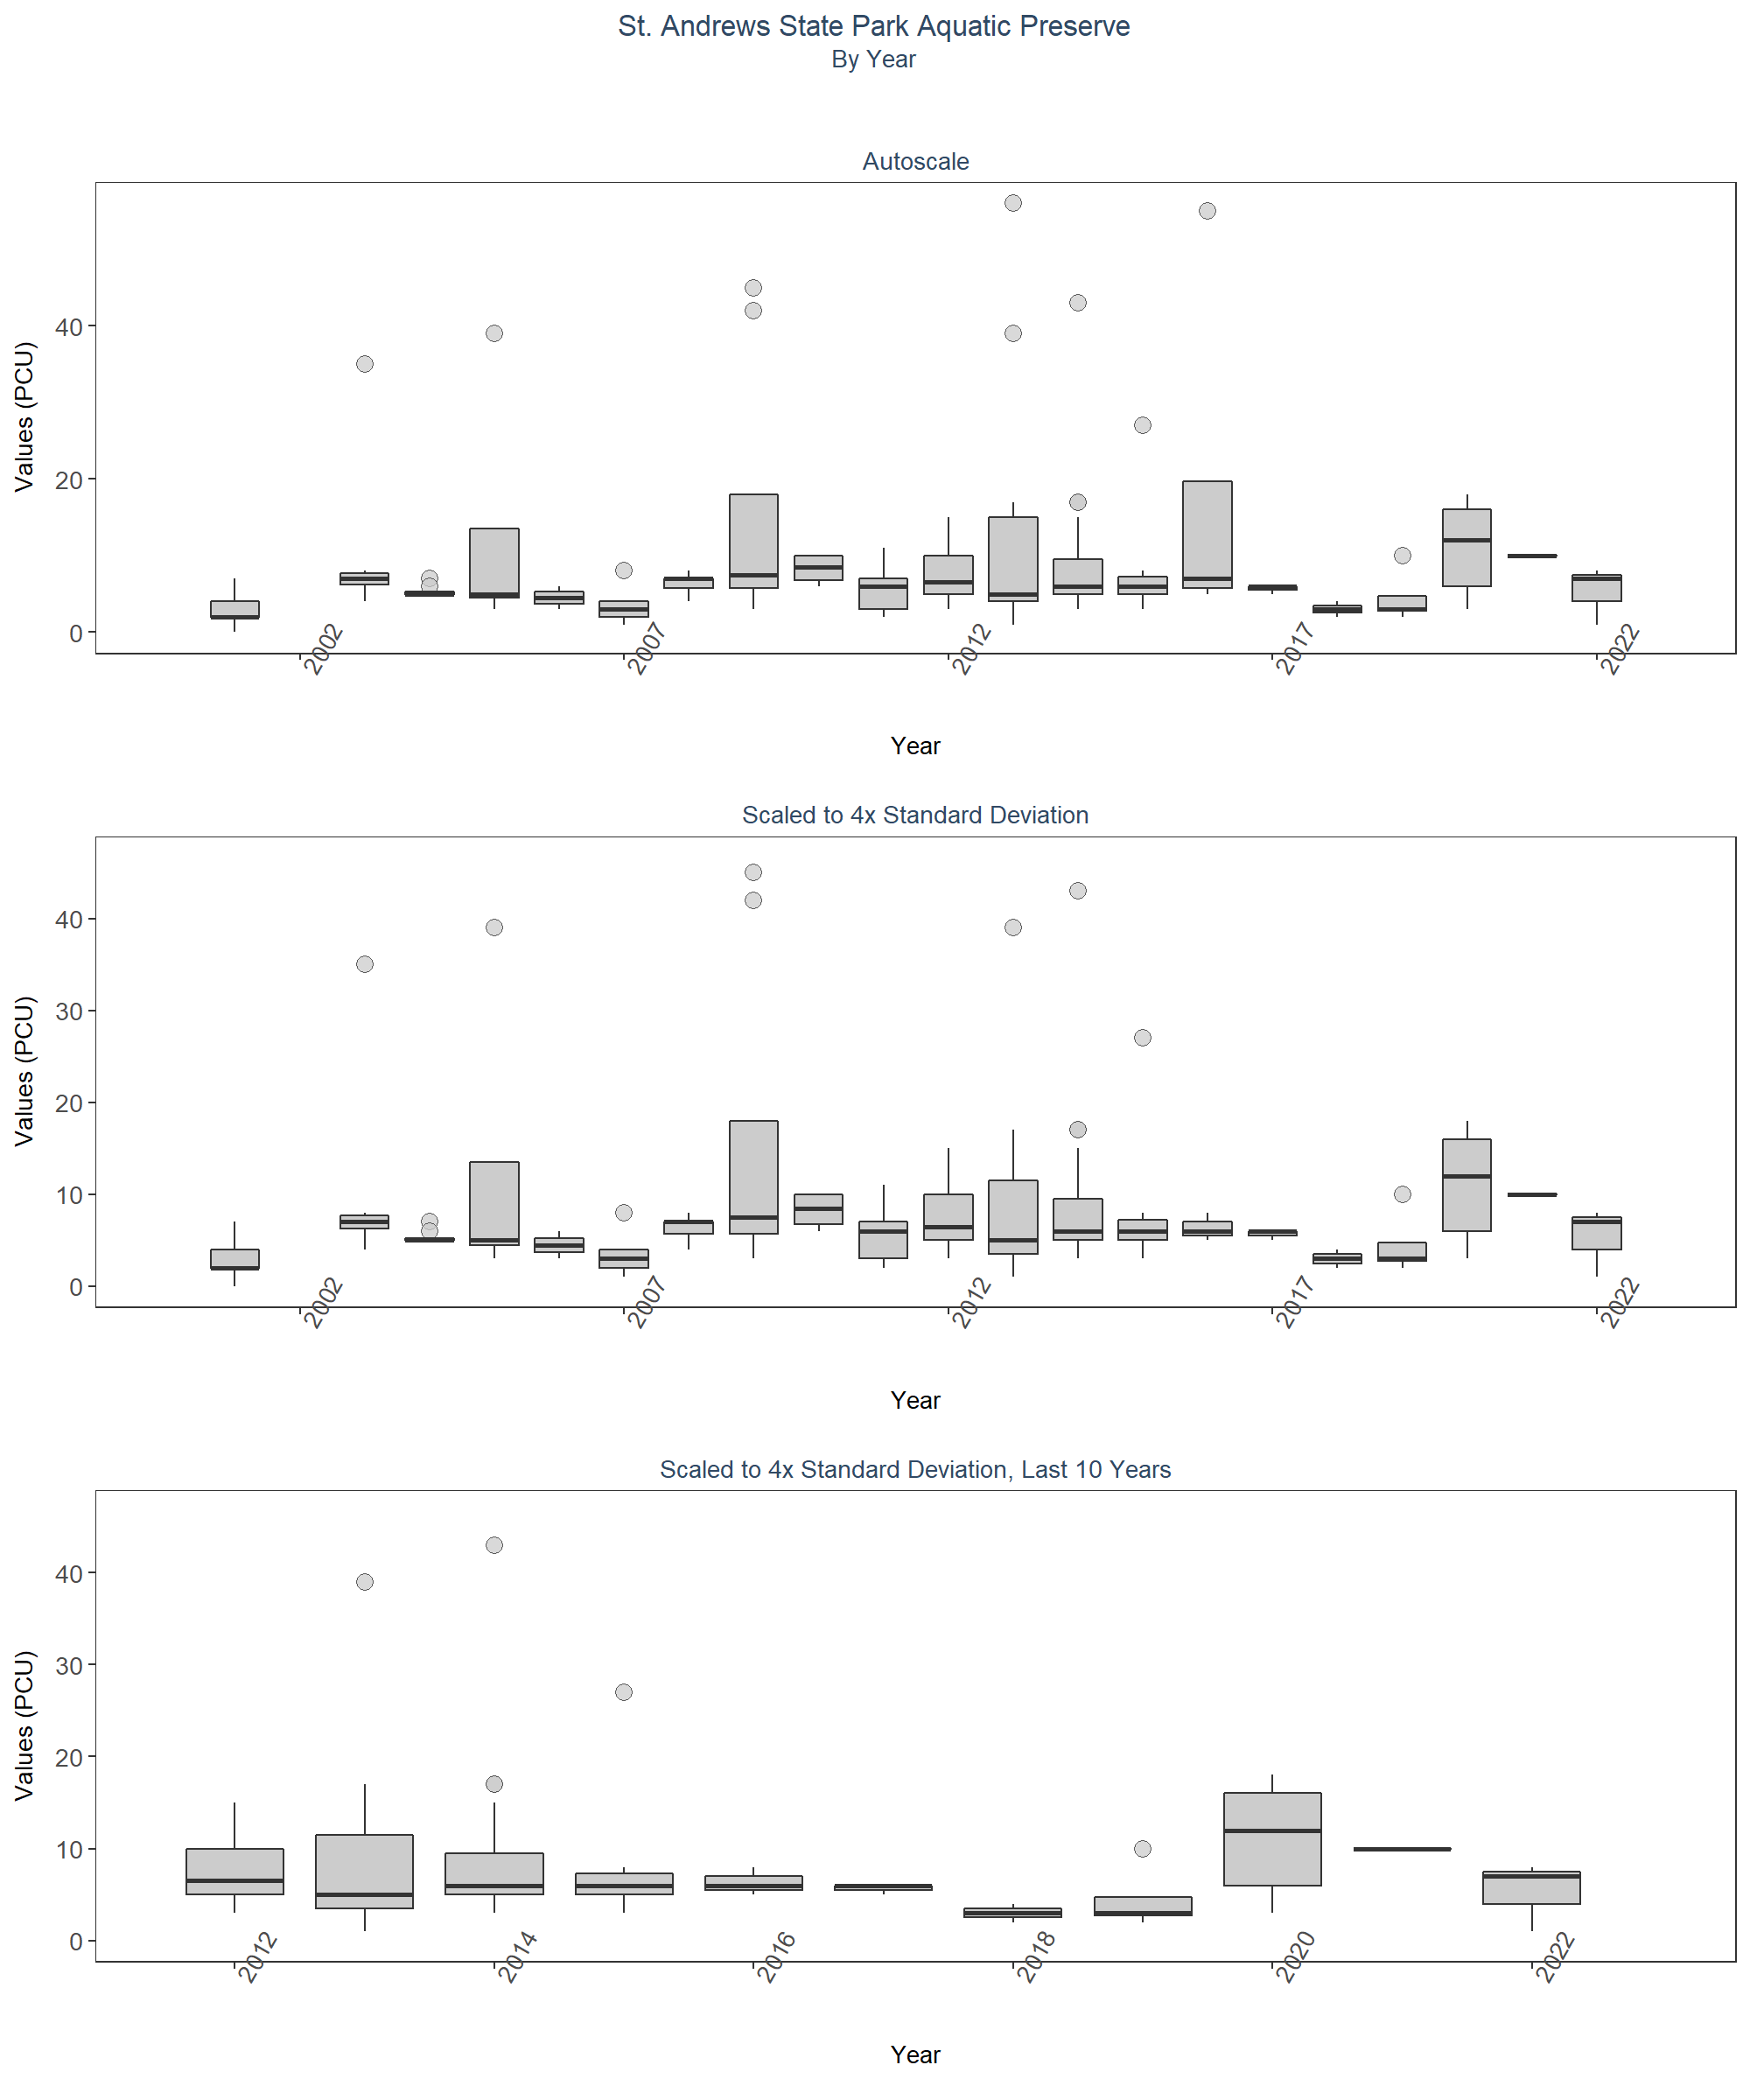 St. Andrews State Park Aquatic Preserve
By Year
Autoscale
Values (PCU)
40
20
0
2002 2007 2012 2017 2022
Year
Scaled to 4x Standard Deviation
Values (PCU)
40
30
20
10
0
2002 2007 2012 2017 2022
Year
Scaled to 4x Standard Deviation, Last 10 Years
Values (PCU)
40
30
20
10
0
2012 2014 2016 2018 2020 2022
Year